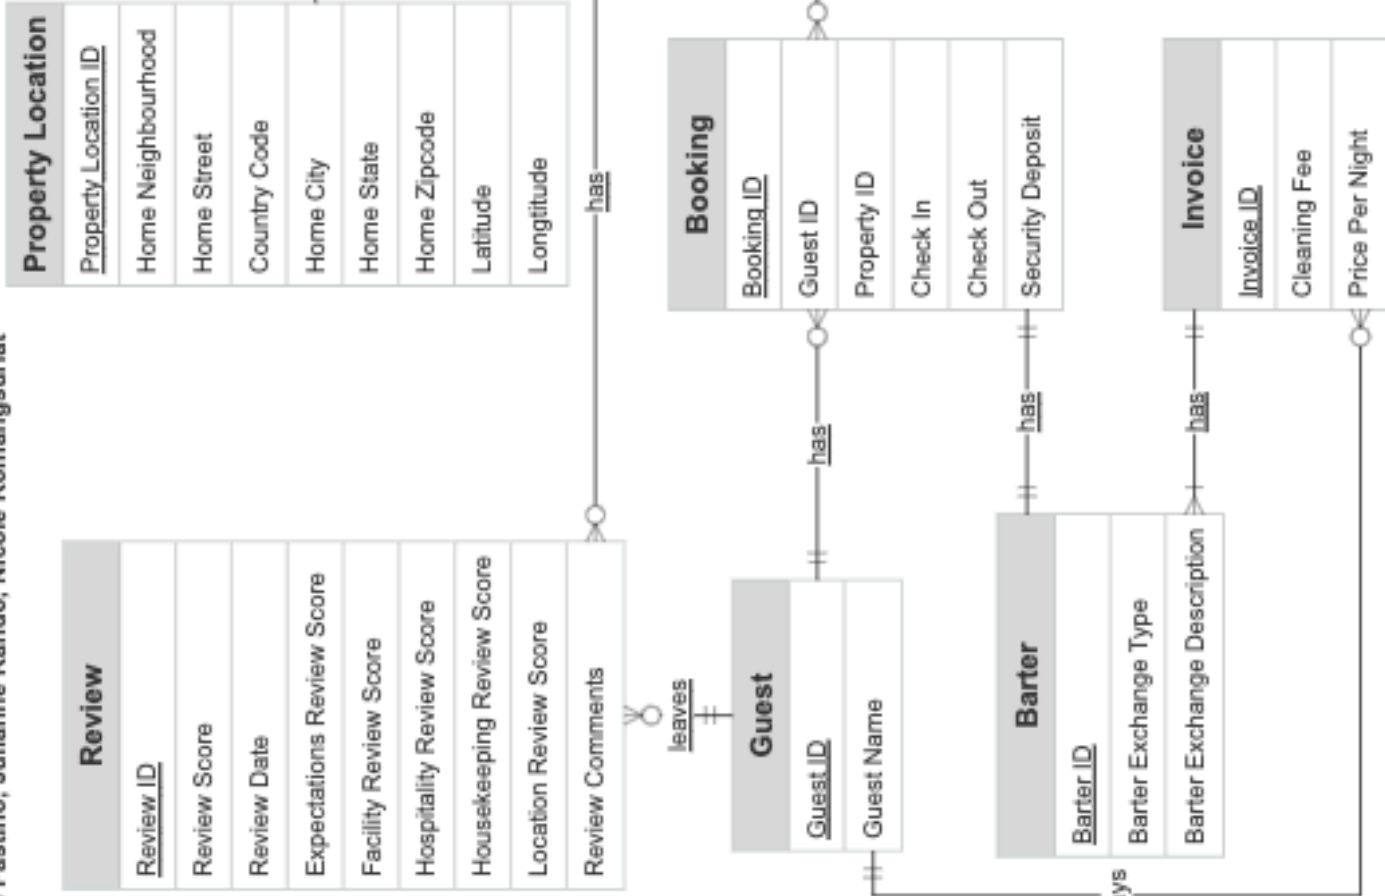 Property Location
Property Location ID
Home Neighbourhood
Home Street
Country Code
Home City
Home State
Home Zipcode
Latitude
Longtitude
has
Booking
Booking ID
Guest ID
Property ID
Check In
Check Out
Security Deposit
Invoice
Invoice ID
Cleaning Fee
Price Per Night
has
has
has
Review
Review ID
Review Score
Review Date
Expectations Review Score
Facility Review Score
Hospitality Review Score
Housekeeping Review Score
Location Review Score
Review Comments
leaves
Guest
Guest ID
Guest Name
Barter
Barter ID
Barter Exchange Type
Barter Exchange Description